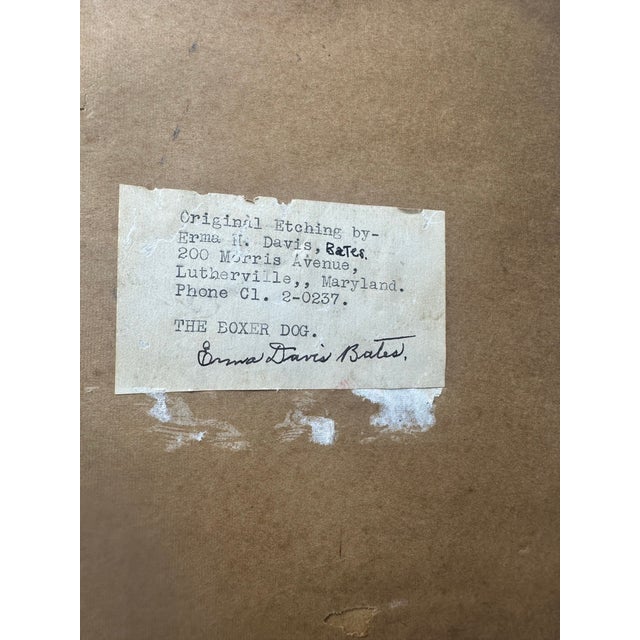 Original Etching by-
Erma H. Davis, Bates.
200 Morris Avenue,
Lutherville,, Maryland.
Phone Cl. 2-0237.
THE BOXER DOG.
Erma Davis Bates.